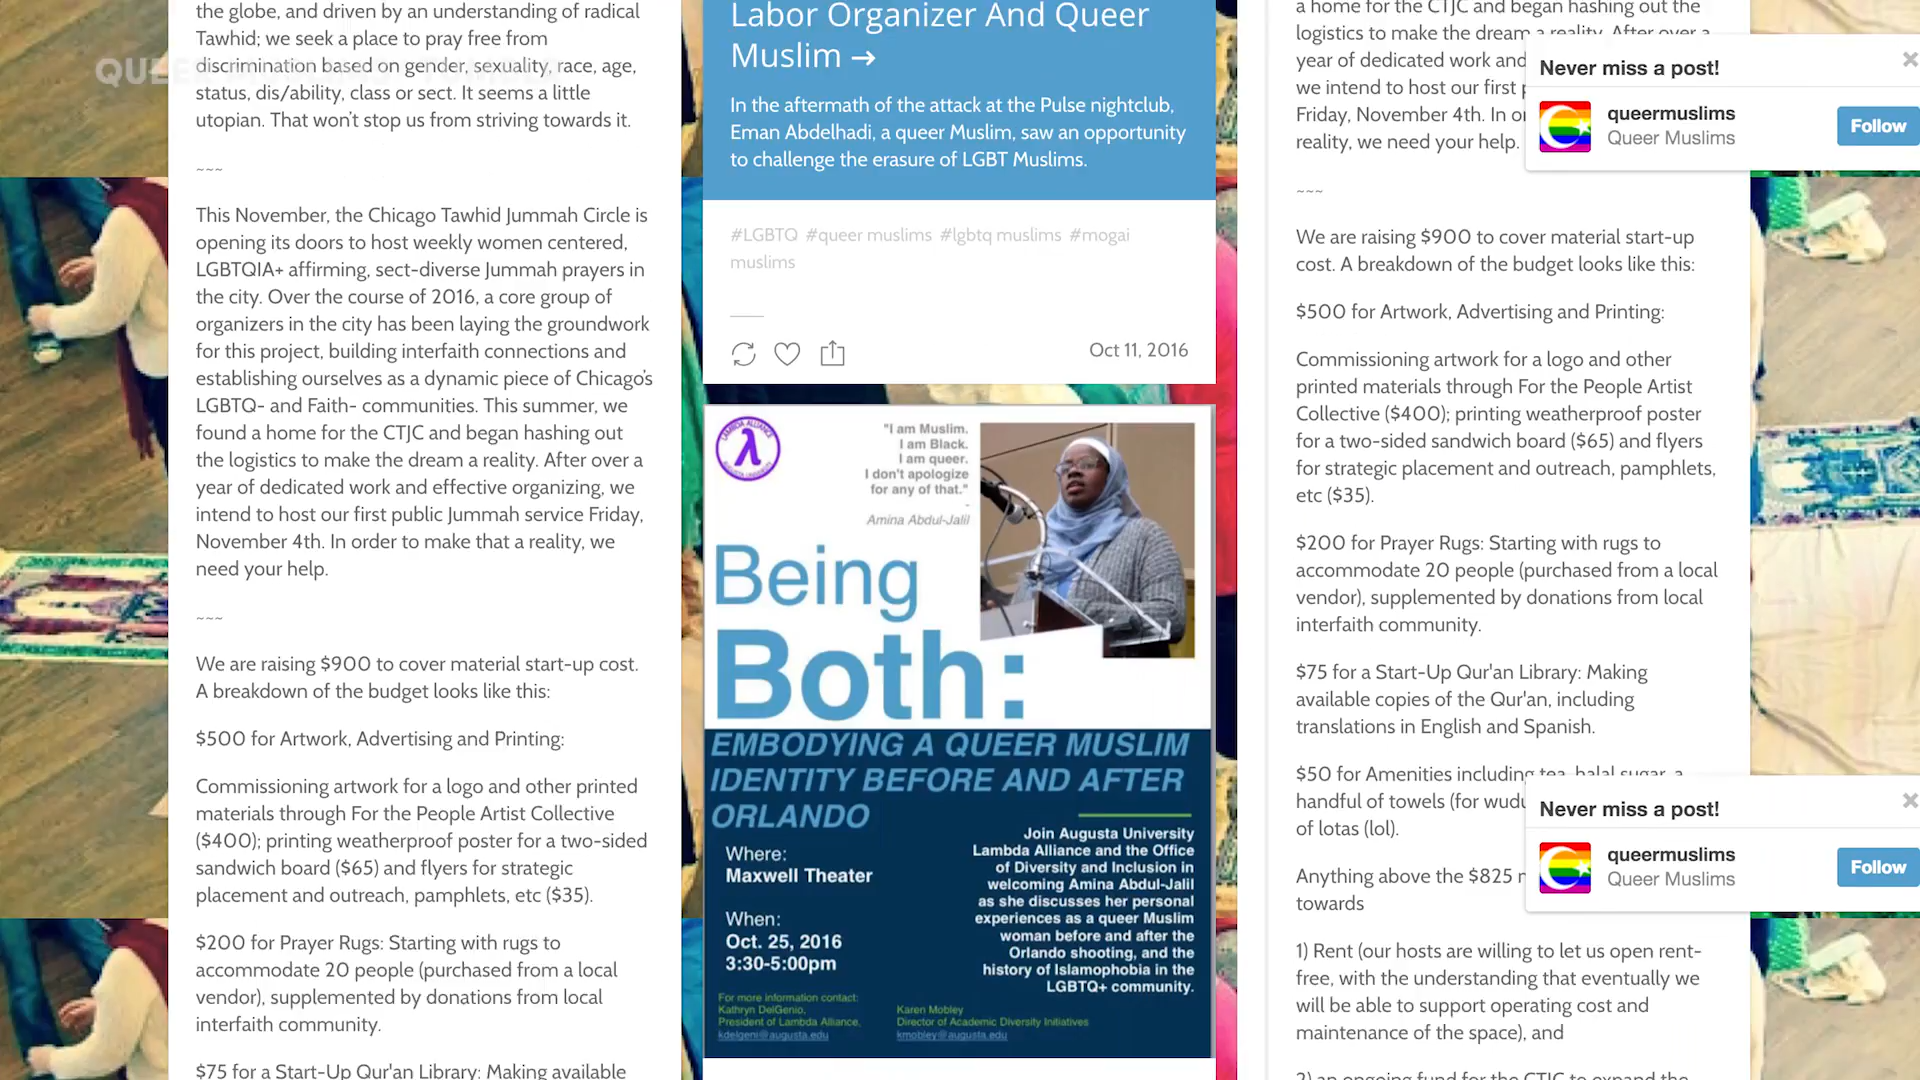 the globe, and driven by an understanding of radical
Tawhid; we seek a place to pray free from
discrimination based on gender, sexuality, race, age,
status, dis/ability, class or sect. It seems a little
utopian. That won't stop us from striving towards it.
~~~
This November, the Chicago Tawhid Jummah Circle is
opening its doors to host weekly women centered,
LGBTQIA+ affirming, sect-diverse Jummah prayers in
the city. Over the course of 2016, a core group of
organizers in the city has been laying the groundwork
for this project, building interfaith connections and
establishing ourselves as a dynamic piece of Chicago's
LGBTQ- and Faith- communities. This summer, we
found a home for the CTJC and began hashing out
the logistics to make the dream a reality. After over a
year of dedicated work and effective organizing, we
intend to host our first public Jummah service Friday,
November 4th. In order to make that a reality, we
need your help.
~~~
We are raising $900 to cover material start-up cost.
A breakdown of the budget looks like this:
$500 for Artwork, Advertising and Printing:
Commissioning artwork for a logo and other printed
materials through For the People Artist Collective
($400); printing weatherproof poster for a two-sided
sandwich board ($65) and flyers for strategic
placement and outreach, pamphlets, etc ($35).
$200 for Prayer Rugs: Starting with rugs to
accommodate 20 people (purchased from a local
vendor), supplemented by donations from local
interfaith community.
$75 for a Start-Up Qur'an Library: Making available
Labor Organizer And Queer
Muslim →
In the aftermath of the attack at the Pulse nightclub,
Eman Abdelhadi, a queer Muslim, saw an opportunity
to challenge the erasure of LGBT Muslims.
#LGBTQ #queer muslims #lgbtq muslims #mogai
muslims
Oct 11, 2016
LAMBDA ALLIANCE
λ
"I am Muslim.
I am Black.
I am queer.
I don't apologize
for any of that."
-
Amina Abdul-Jalil
Being
Both:
EMBODYING A QUEER MUSLIM
IDENTITY BEFORE AND AFTER
ORLANDO
Where:
Maxwell Theater
When:
Oct. 25, 2016
3:30-5:00pm
Join Augusta University
Lambda Alliance and the Office
of Diversity and Inclusion in
welcoming Amina Abdul-Jalil
as she discusses her personal
experiences as a queer Muslim
woman before and after the
Orlando shooting, and the
history of Islamophobia in the
LGBTQ+ community.
For more information contact:
Kathryn DelGenio,
President of Lambda Alliance,
kdelgeni@augusta.edu
Karen Mobley
Director of Academic Diversity Initiatives
kmobley@augusta.edu
a home for the CTJC and began hashing out the
logistics to make the dream a reality. After over a
year of dedicated work and
we intend to host our first p
Friday, November 4th. In or
reality, we need your help.
~~~
We are raising $900 to cover material start-up
cost. A breakdown of the budget looks like this:
$500 for Artwork, Advertising and Printing:
Commissioning artwork for a logo and other
printed materials through For the People Artist
Collective ($400); printing weatherproof poster
for a two-sided sandwich board ($65) and flyers
for strategic placement and outreach, pamphlets,
etc ($35).
$200 for Prayer Rugs: Starting with rugs to
accommodate 20 people (purchased from a local
vendor), supplemented by donations from local
interfaith community.
$75 for a Start-Up Qur'an Library: Making
available copies of the Qur'an, including
translations in English and Spanish.
$50 for Amenities including tea, halal sugar, a
handful of towels (for wudu
of lotas (lol).
Anything above the $825
towards
1) Rent (our hosts are willing to let us open rent-
free, with the understanding that eventually we
will be able to support operating cost and
maintenance of the space), and
2) an ongoing fund for the CTJC to expand the
Never miss a post!
queermuslims
Queer Muslims
Follow
Never miss a post!
queermuslims
Queer Muslims
Follow